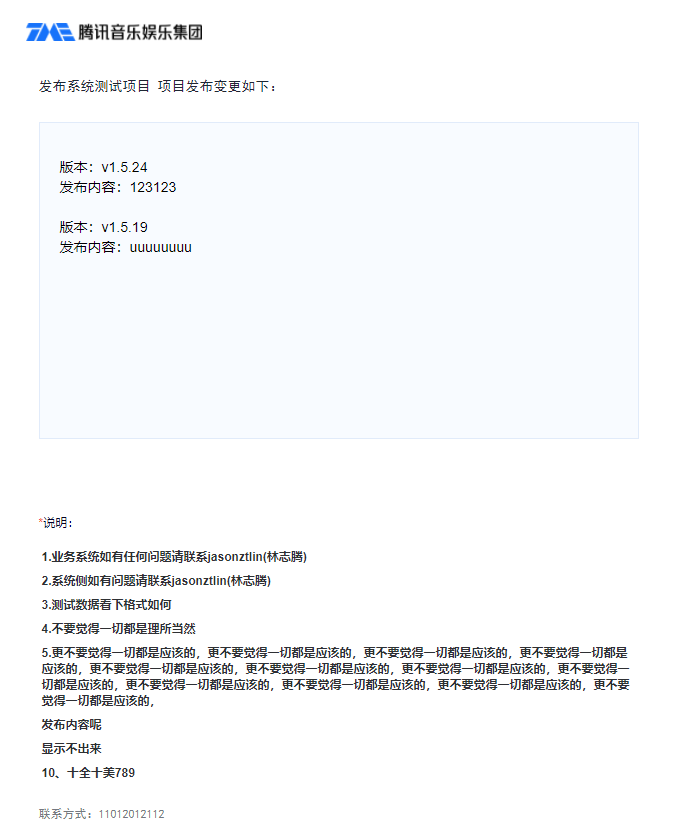 TME 腾讯音乐娱乐集团
发布系统测试项目 项目发布变更如下：
版本：v1.5.24
发布内容：123123
版本：v1.5.19
发布内容：uuuuuuuu
*说明：
1.业务系统如有任何问题请联系jasonztlin(林志腾)
2.系统侧如有问题请联系jasonztlin(林志腾)
3.测试数据看下格式如何
4.不要觉得一切都是理所当然
5.更不要觉得一切都是应该的，更不要觉得一切都是应该的，更不要觉得一切都是应该的，更不要觉得一切都是
应该的，更不要觉得一切都是应该的，更不要觉得一切都是应该的，更不要觉得一切都是应该的，更不要觉得一
切都是应该的，更不要觉得一切都是应该的，更不要觉得一切都是应该的，更不要觉得一切都是应该的，更不要
觉得一切都是应该的，
发布内容呢
显示不出来
10、十全十美789
联系方式：11012012112